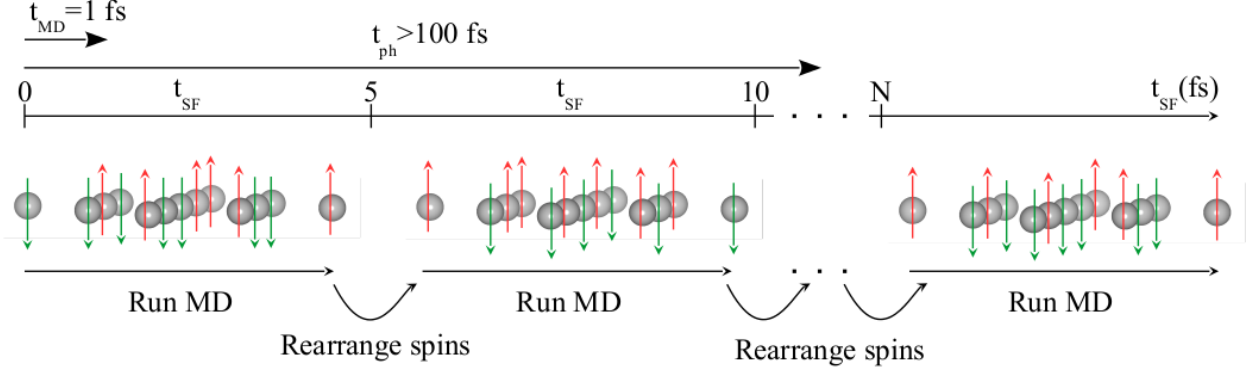 t_MD=1 fs
t_ph>100 fs
0 t_SF 5 t_SF 10 . . . N t_SF(fs)
. . .
Run MD Run MD Run MD
Rearrange spins Rearrange spins